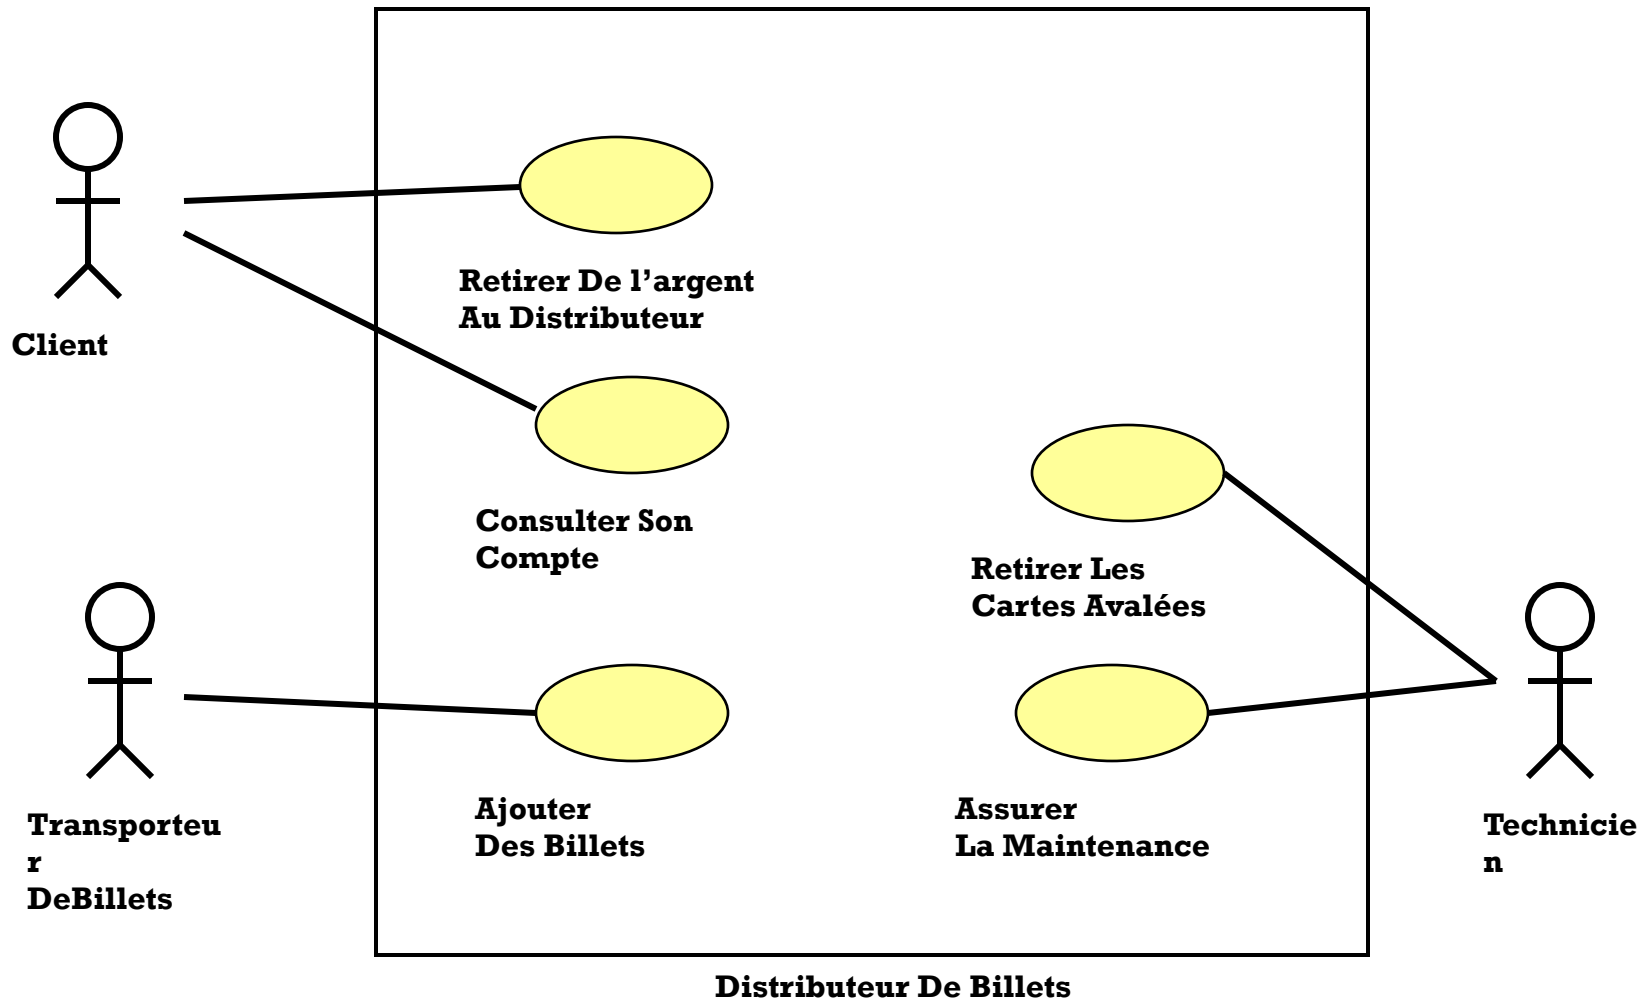 Retirer De l’argent
Au Distributeur
Client
Consulter Son
Compte
Retirer Les
Cartes Avalées
Transporteu
r
DeBillets
Ajouter
Des Billets
Assurer
La Maintenance
Technicie
n
Distributeur De Billets